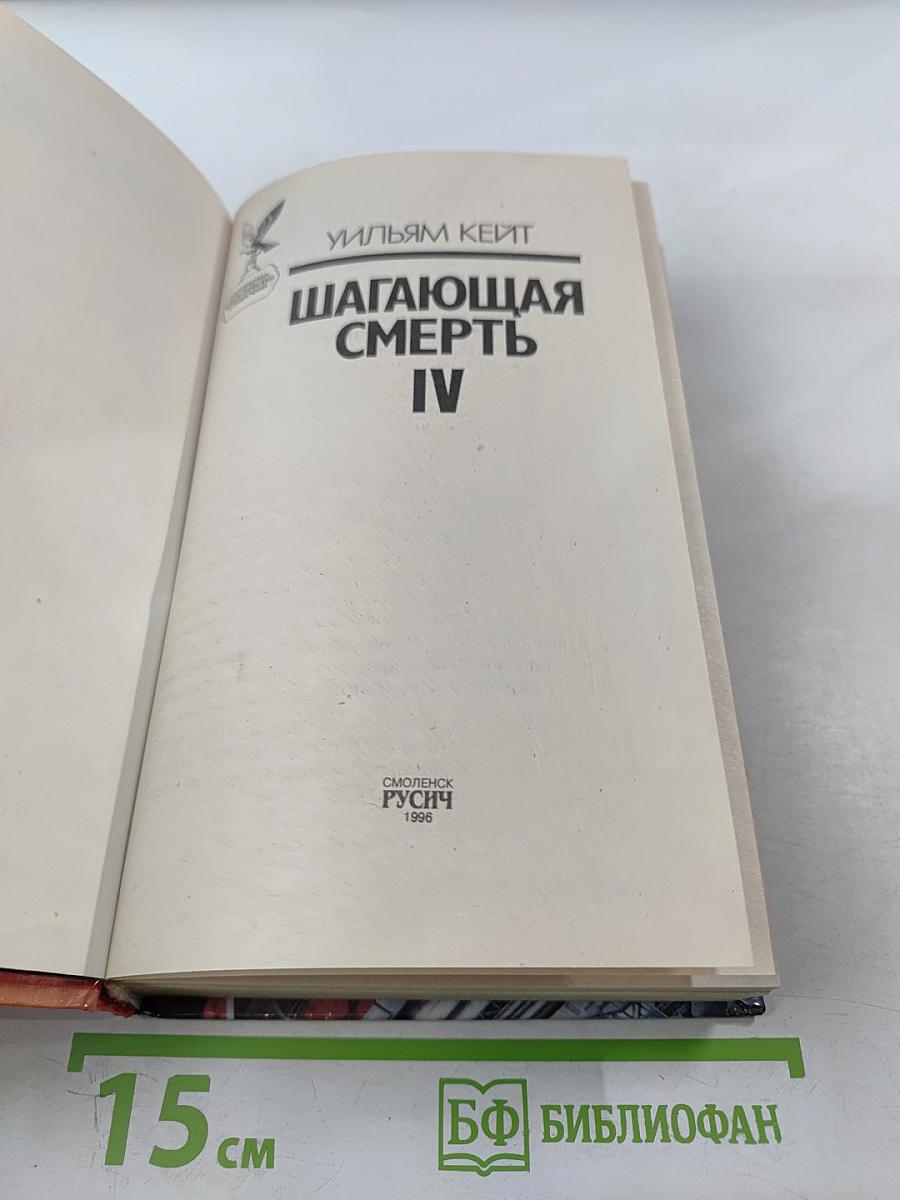 УИЛЬЯМ КЕЙТ
ШАГАЮЩАЯ
СМЕРТЬ
IV
СМОЛЕНСК
РУСИЧ
1996
15 см
БФ БИБЛИОФАН